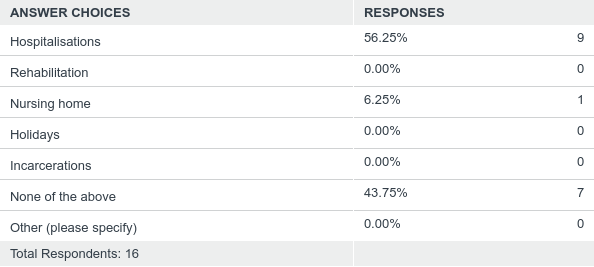 ANSWER CHOICES RESPONSES
Hospitalisations 56.25% 9
Rehabilitation 0.00% 0
Nursing home 6.25% 1
Holidays 0.00% 0
Incarcerations 0.00% 0
None of the above 43.75% 7
Other (please specify) 0.00% 0
Total Respondents: 16